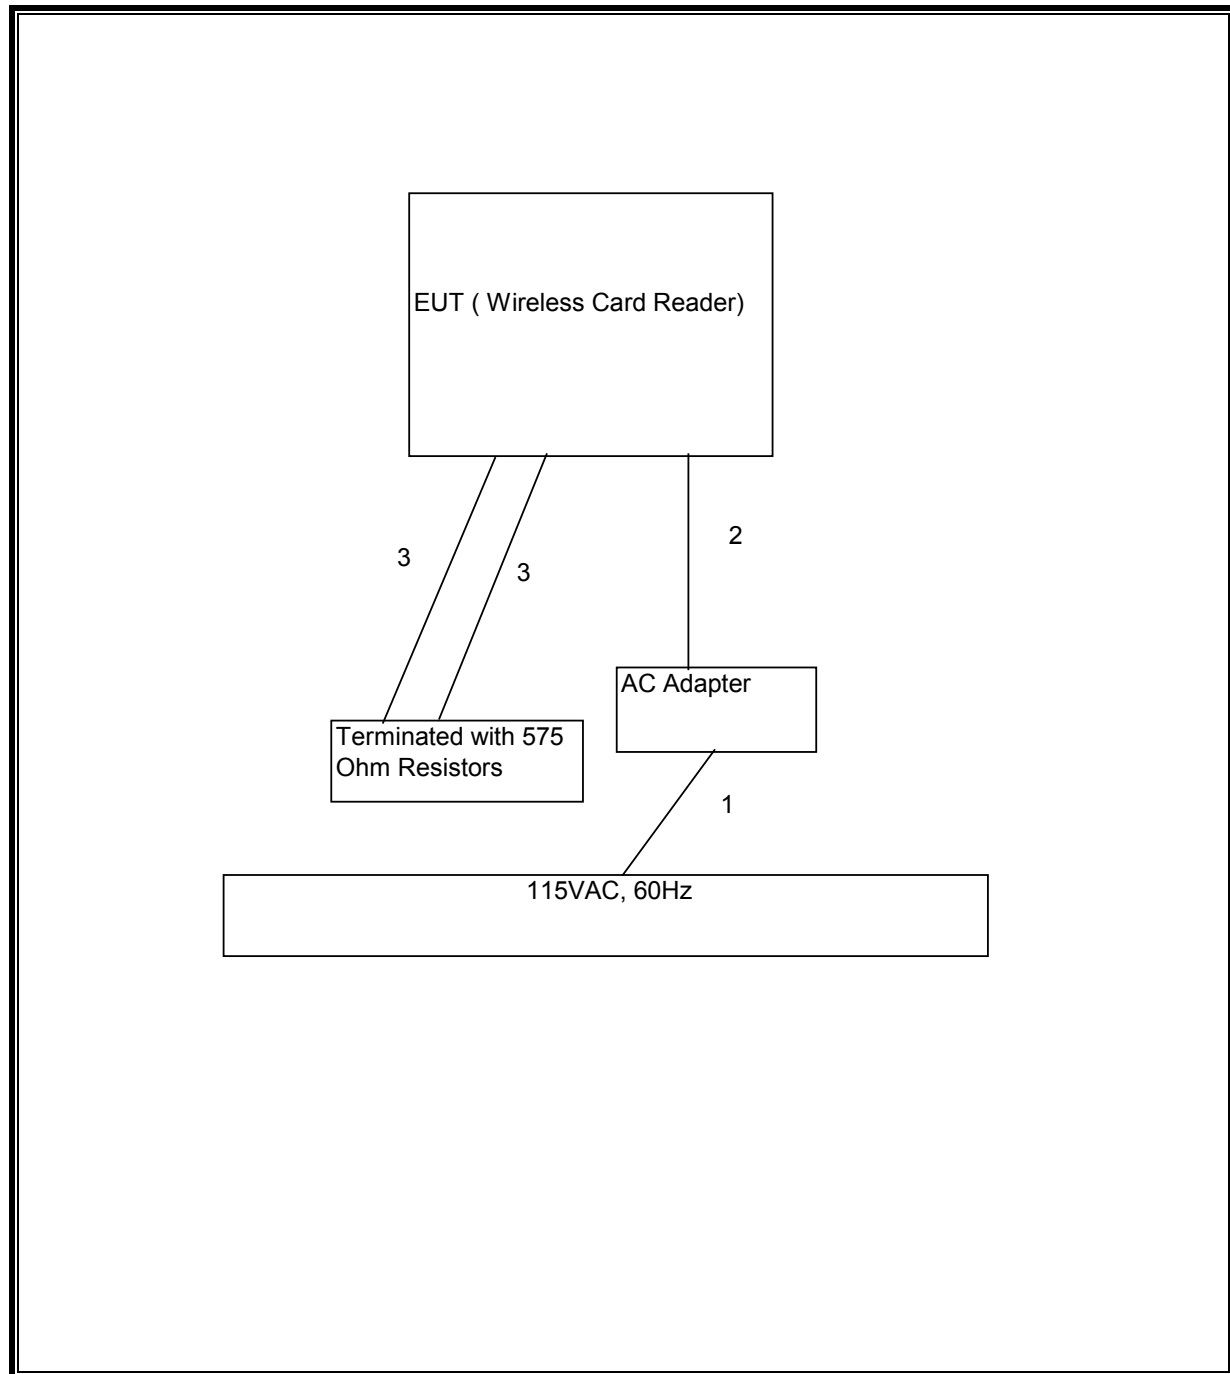 EUT ( Wireless Card Reader)
3
3
2
AC Adapter
Terminated with 575
Ohm Resistors
1
115VAC, 60Hz